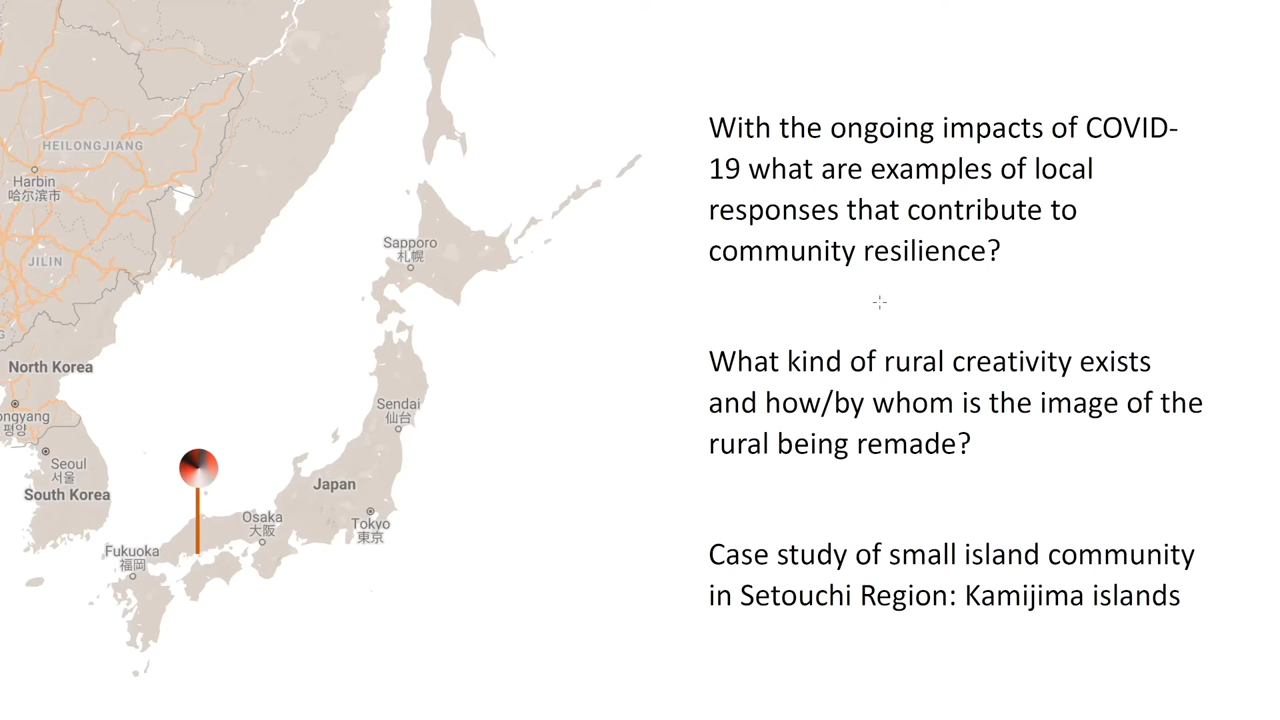 HEILONGJIANG
Harbin
哈尔滨市
JILIN
Sapporo
札幌
North Korea
ongyang
평양
Seoul
서울
South Korea
Sendai
仙台
Japan
Osaka
大阪
Tokyo
東京
Fukuoka
福岡
With the ongoing impacts of COVID-
19 what are examples of local
responses that contribute to
community resilience?
What kind of rural creativity exists
and how/by whom is the image of the
rural being remade?
Case study of small island community
in Setouchi Region: Kamijima islands